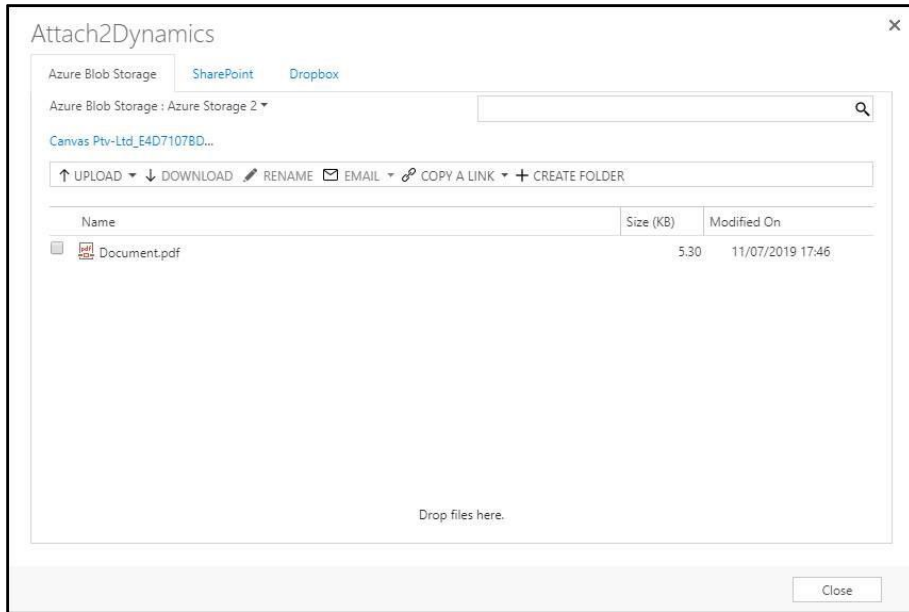 Attach2Dynamics
Azure Blob Storage SharePoint Dropbox
Azure Blob Storage : Azure Storage 2
Canvas Ptv-Ltd_E4D7107BD...
UPLOAD DOWNLOAD RENAME EMAIL COPY A LINK CREATE FOLDER
Name Size (KB) Modified On
Document.pdf 5.30 11/07/2019 17:46
Drop files here.
Close